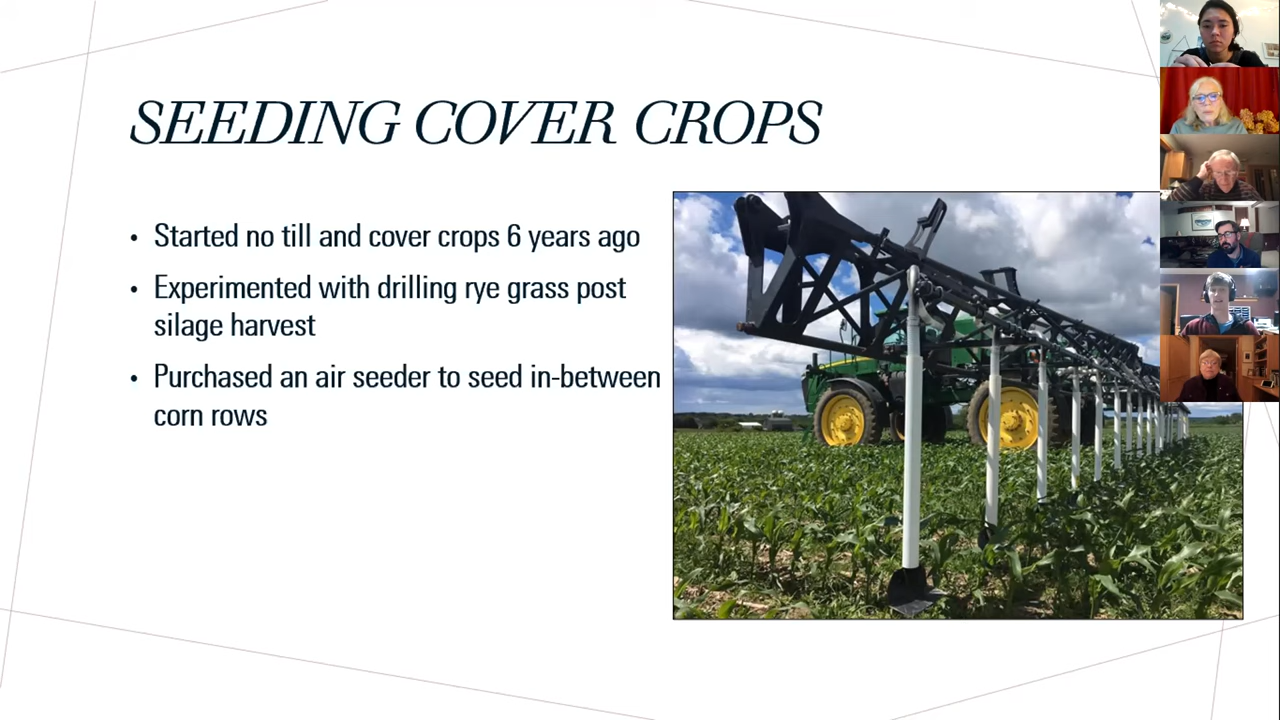 SEEDING COVER CROPS
• Started no till and cover crops 6 years ago
• Experimented with drilling rye grass post
silage harvest
• Purchased an air seeder to seed in-between
corn rows